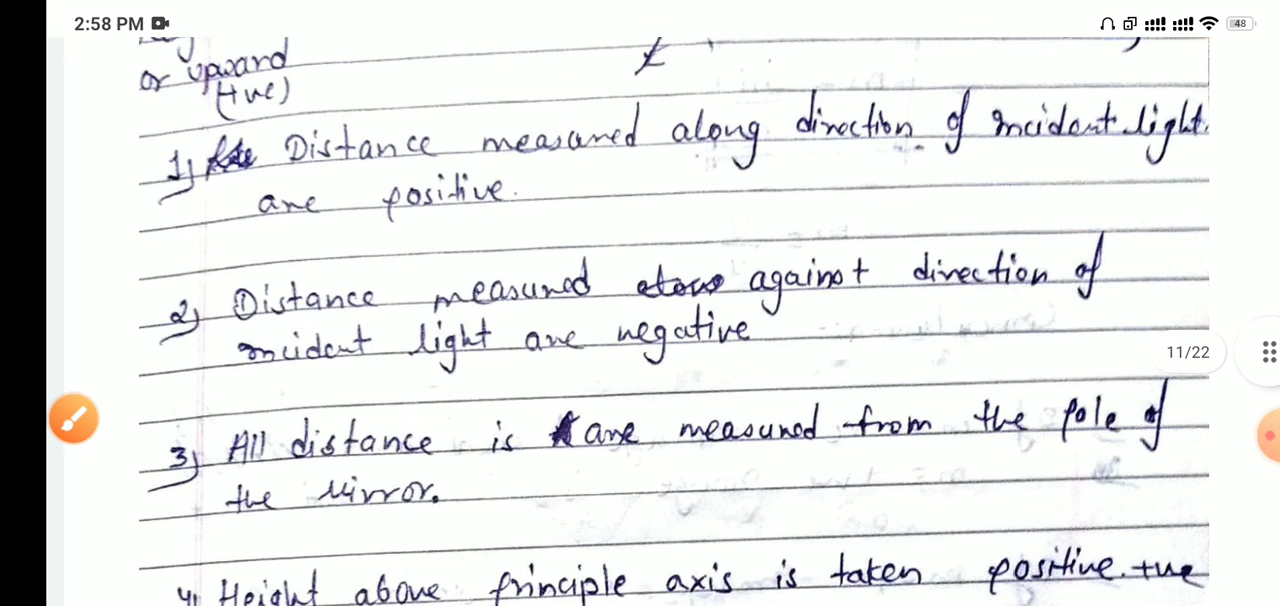 2:58 PM
48
or upward
(+ve)
1) Distance measured along direction of incident light.
are positive.
2) Distance measured against direction of
incident light are negative
11/22
3) All distance is are measured from the pole of
the Mirror.
4) Height above principle axis is taken positive. +ve